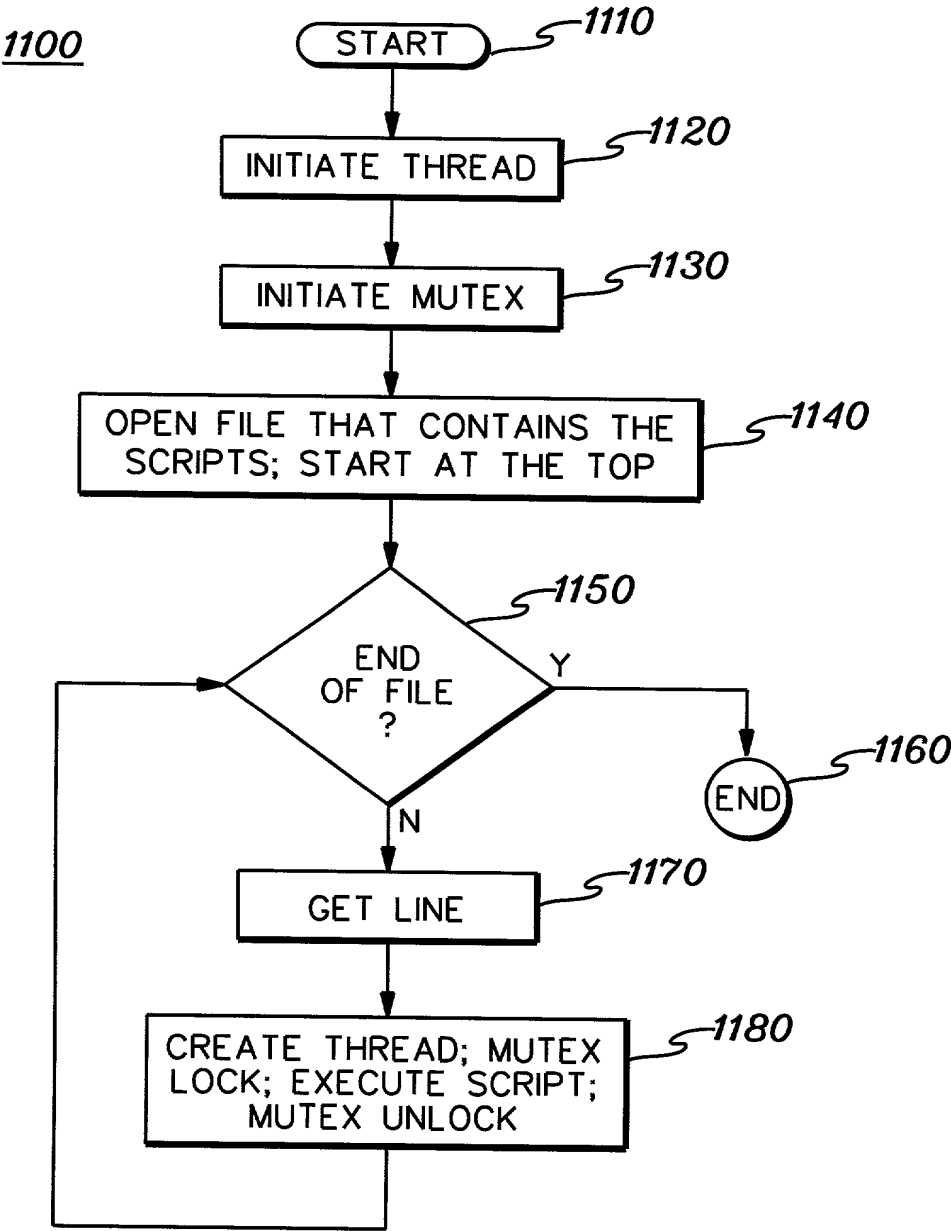 1100
START
1110
INITIATE THREAD
1120
INITIATE MUTEX
1130
OPEN FILE THAT CONTAINS THE
SCRIPTS; START AT THE TOP
1140
END
OF FILE
?
1150
Y
END
1160
N
GET LINE
1170
CREATE THREAD; MUTEX
LOCK; EXECUTE SCRIPT;
MUTEX UNLOCK
1180